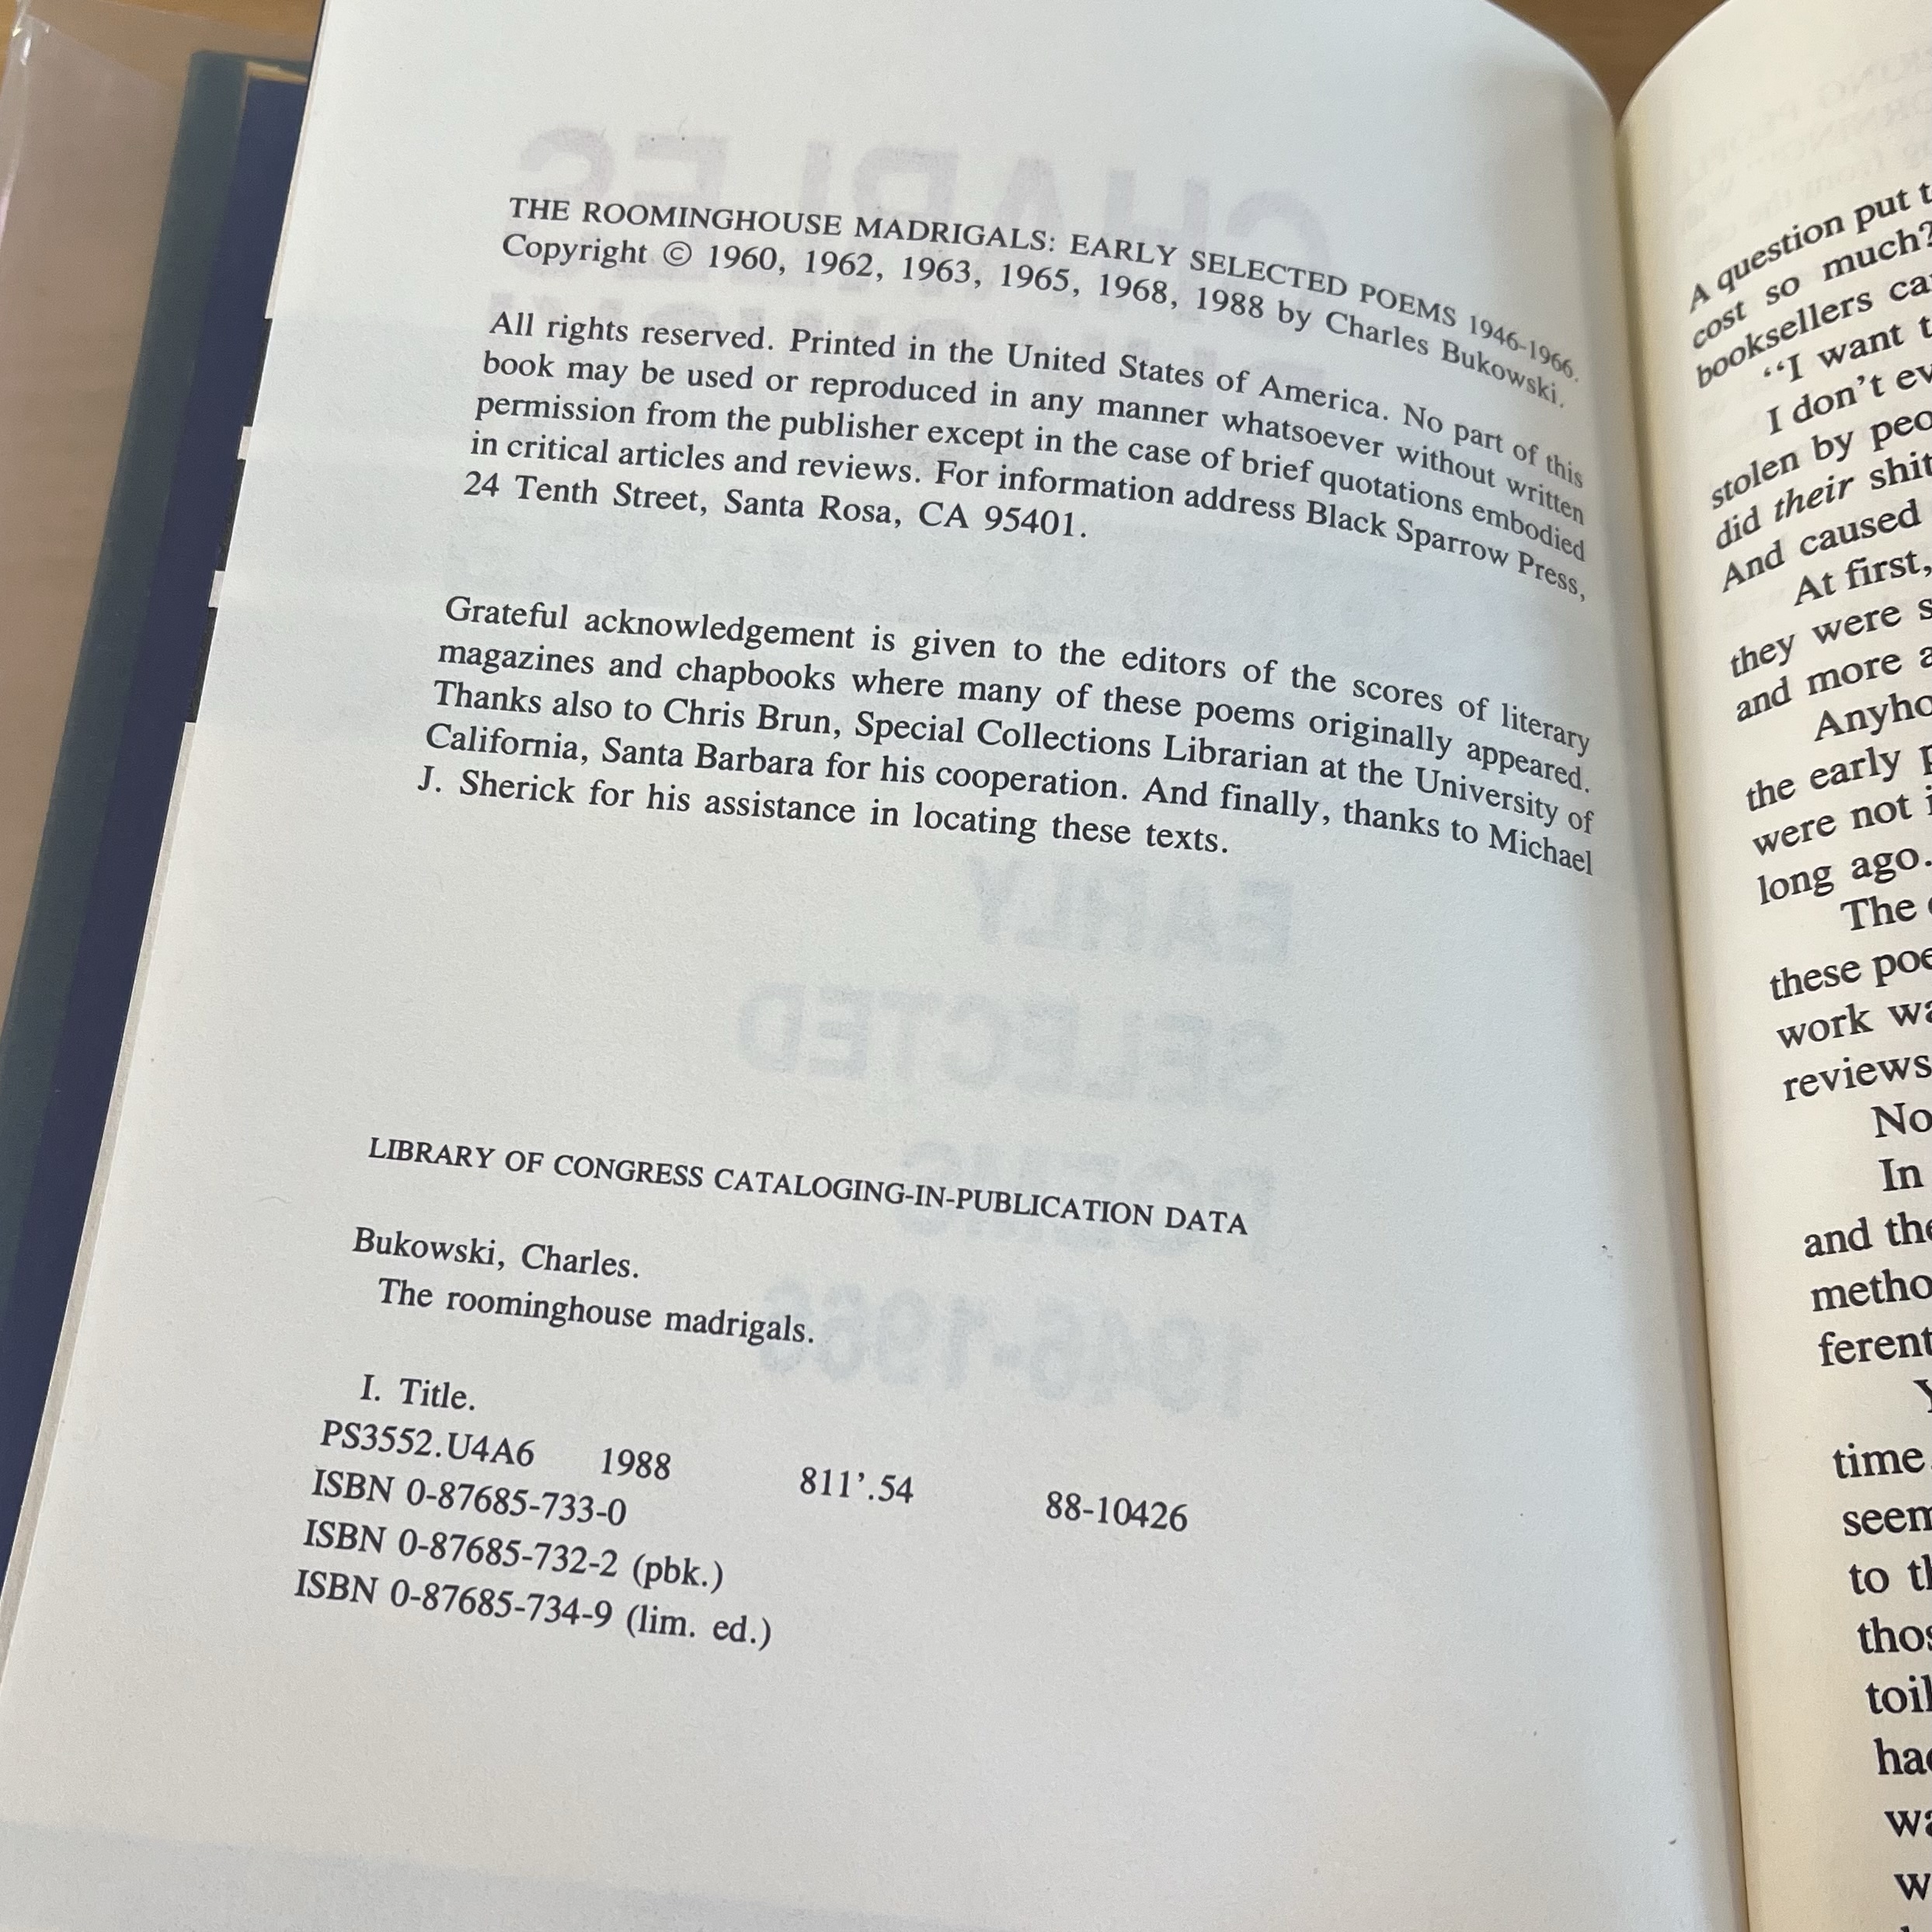 THE ROOMINGHOUSE MADRIGALS: EARLY SELECTED POEMS 1946-1966.
Copyright © 1960, 1962, 1963, 1965, 1968, 1988 by Charles Bukowski.
All rights reserved. Printed in the United States of America. No part of this
book may be used or reproduced in any manner whatsoever without written
permission from the publisher except in the case of brief quotations embodied
in critical articles and reviews. For information address Black Sparrow Press,
24 Tenth Street, Santa Rosa, CA 95401.
Grateful acknowledgement is given to the editors of the scores of literary
magazines and chapbooks where many of these poems originally appeared.
Thanks also to Chris Brun, Special Collections Librarian at the University of
California, Santa Barbara for his cooperation. And finally, thanks to Michael
J. Sherick for his assistance in locating these texts.
LIBRARY OF CONGRESS CATALOGING-IN-PUBLICATION DATA
Bukowski, Charles.
The roominghouse madrigals.
I. Title.
PS3552.U4A6 1988 811'.54 88-10426
ISBN 0-87685-733-0
ISBN 0-87685-732-2 (pbk.)
ISBN 0-87685-734-9 (lim. ed.)
A question put
cost so much?
booksellers
"I want
I don't
stolen by
did their
And caused
At first,
they were
and more
the early
were not
long ago.
The
these
work
reviews
No
In
and
time
to
had